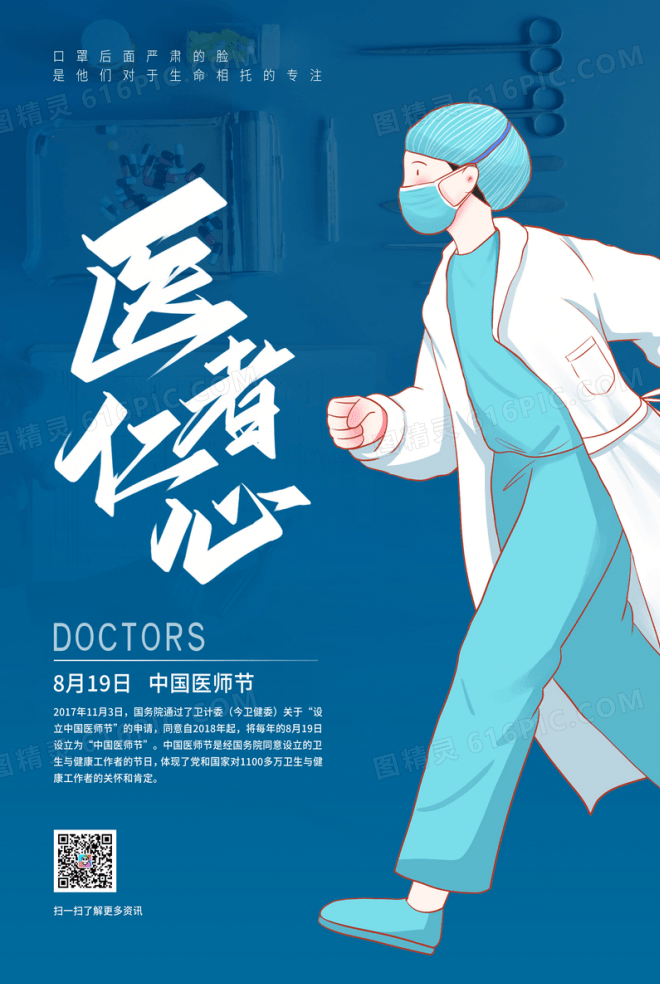 口罩后面严肃的脸
是他们对于生命相托的专注
医者
仁心
DOCTORS
8月19日 中国医师节
2017年11月3日，国务院通过了卫计委（今卫健委）关于“设
立中国医师节”的申请，同意自2018年起，将每年的8月19日
设立为“中国医师节”。中国医师节是经国务院同意设立的卫
生与健康工作者的节日，体现了党和国家对1100多万卫生与健
康工作者的关怀和肯定。
扫一扫了解更多资讯
图精灵 616PIC.COM